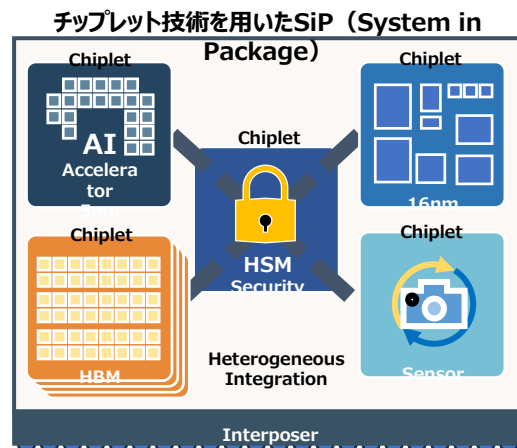 チップレット技術を用いたSiP（System in
Package）
Chiplet
AI
Accelera
tor
5nm
Chiplet
HSM
Security
Chiplet
16nm
Chiplet
HBM
Chiplet
Sensor
Heterogeneous
Integration
Interposer